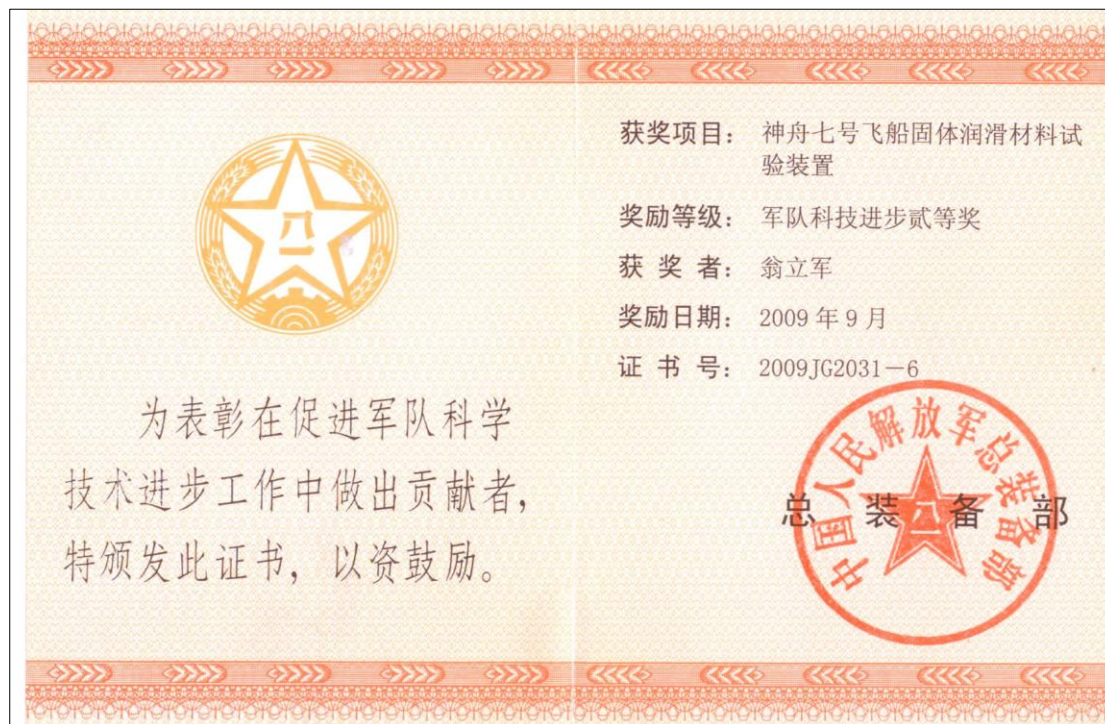 八一
为表彰在促进军队科学
技术进步工作中做出贡献者，
特颁发此证书，以资鼓励。
获奖项目：神舟七号飞船固体润滑材料试
验装置
奖励等级：军队科技进步贰等奖
获奖者：翁立军
奖励日期：2009年9月
证书号：2009JG2031－6
总装备部
中国人民解放军总装备部
八一